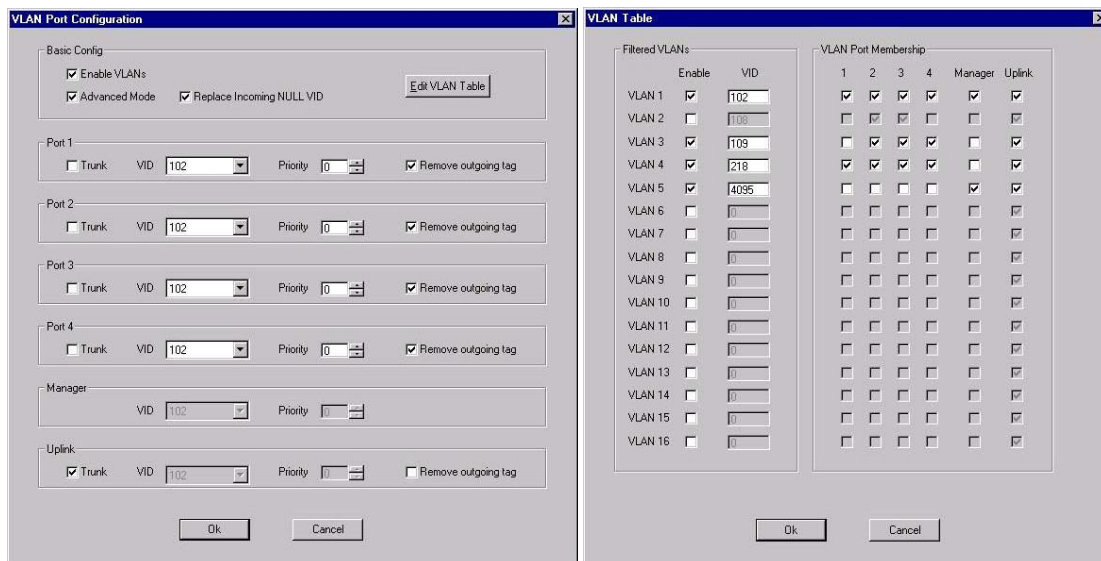 VLAN Port Configuration
Basic Config
Enable VLANs
Advanced Mode Replace Incoming NULL VID Edit VLAN Table
Port 1
Trunk VID 102 Priority 0 Remove outgoing tag
Port 2
Trunk VID 102 Priority 0 Remove outgoing tag
Port 3
Trunk VID 102 Priority 0 Remove outgoing tag
Port 4
Trunk VID 102 Priority 0 Remove outgoing tag
Manager
VID 102 Priority 0
Uplink
Trunk VID 102 Priority 0 Remove outgoing tag
Ok Cancel
VLAN Table
Filtered VLANs VLAN Port Membership
Enable VID 1 2 3 4 Manager Uplink
VLAN 1 102
VLAN 2 108
VLAN 3 109
VLAN 4 218
VLAN 5 4095
VLAN 6 0
VLAN 7 0
VLAN 8 0
VLAN 9 0
VLAN 10 0
VLAN 11 0
VLAN 12 0
VLAN 13 0
VLAN 14 0
VLAN 15 0
VLAN 16 0
Ok Cancel